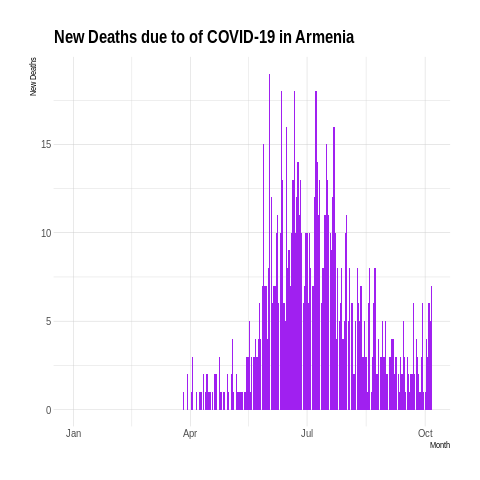 New Deaths due to of COVID-19 in Armenia
New Deaths
15
10
5
0
Jan Apr Jul Oct
Month